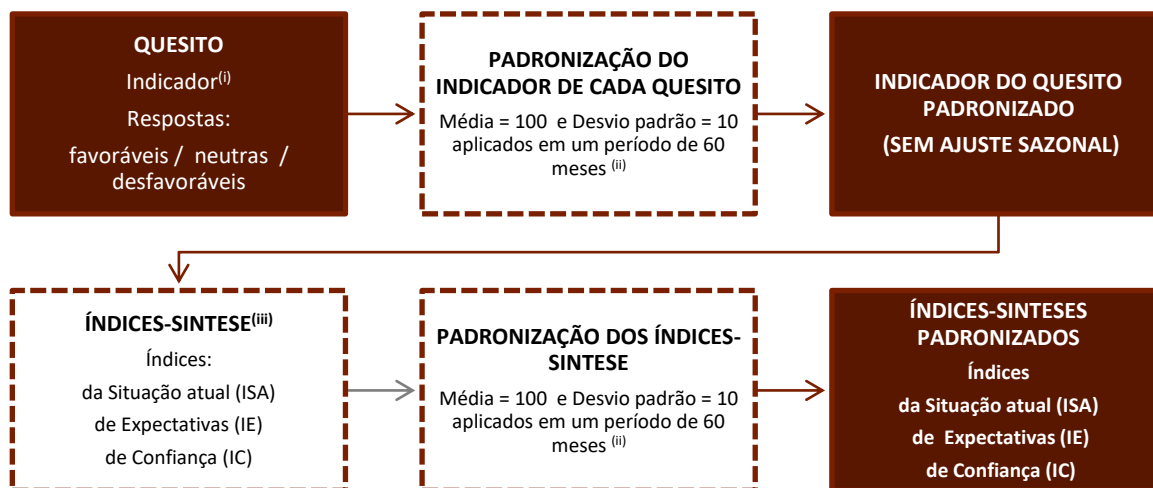 QUESITO
Indicador(i)
Respostas:
favoráveis / neutras /
desfavoráveis
PADRONIZAÇÃO DO
INDICADOR DE CADA QUESITO
Média = 100 e Desvio padrão = 10
aplicados em um período de 60
meses (ii)
INDICADOR DO QUESITO
PADRONIZADO
(SEM AJUSTE SAZONAL)
ÍNDICES-SINTESE(iii)
Índices:
da Situação atual (ISA)
de Expectativas (IE)
de Confiança (IC)
PADRONIZAÇÃO DOS ÍNDICES-
SINTESE
Média = 100 e Desvio padrão = 10
aplicados em um período de 60
meses (ii)
ÍNDICES-SINTESES
PADRONIZADOS
Índices
da Situação atual (ISA)
de Expectativas (IE)
de Confiança (IC)